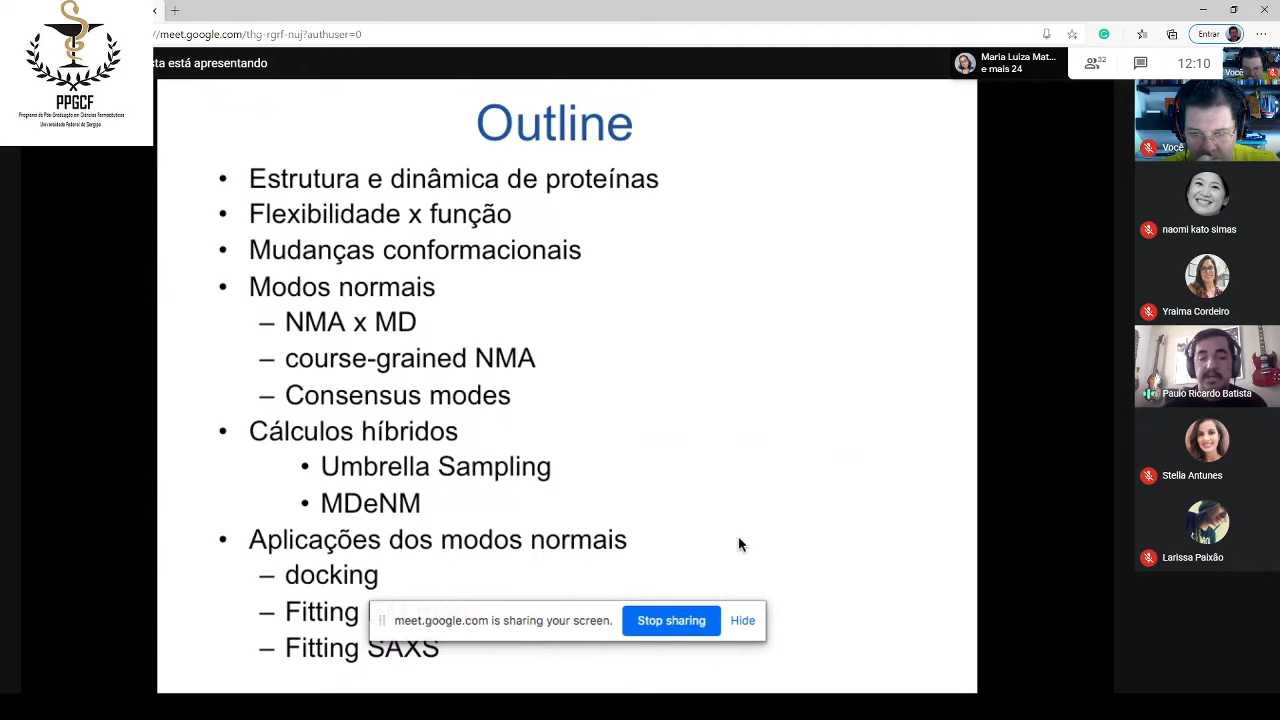 //meet.google.com/thg-rgrf-nuj?authuser=0
Entrar
PPGCF
Programa de Pós-Graduação em Ciências Farmacêuticas
Universidade Federal de Sergipe
sta está apresentando
Maria Luiza Mat...
e mais 24
32
12:10
Você
Outline
• Estrutura e dinâmica de proteínas
• Flexibilidade x função
• Mudanças conformacionais
• Modos normais
– NMA x MD
– course-grained NMA
– Consensus modes
• Cálculos híbridos
• Umbrella Sampling
• MDeNM
• Aplicações dos modos normais
– docking
– Fitting
– Fitting SAXS
meet.google.com is sharing your screen.
Stop sharing
Hide
Você
naomi kato simas
Yraima Cordeiro
Paulo Ricardo Batista
Stella Antunes
Larissa Paixão